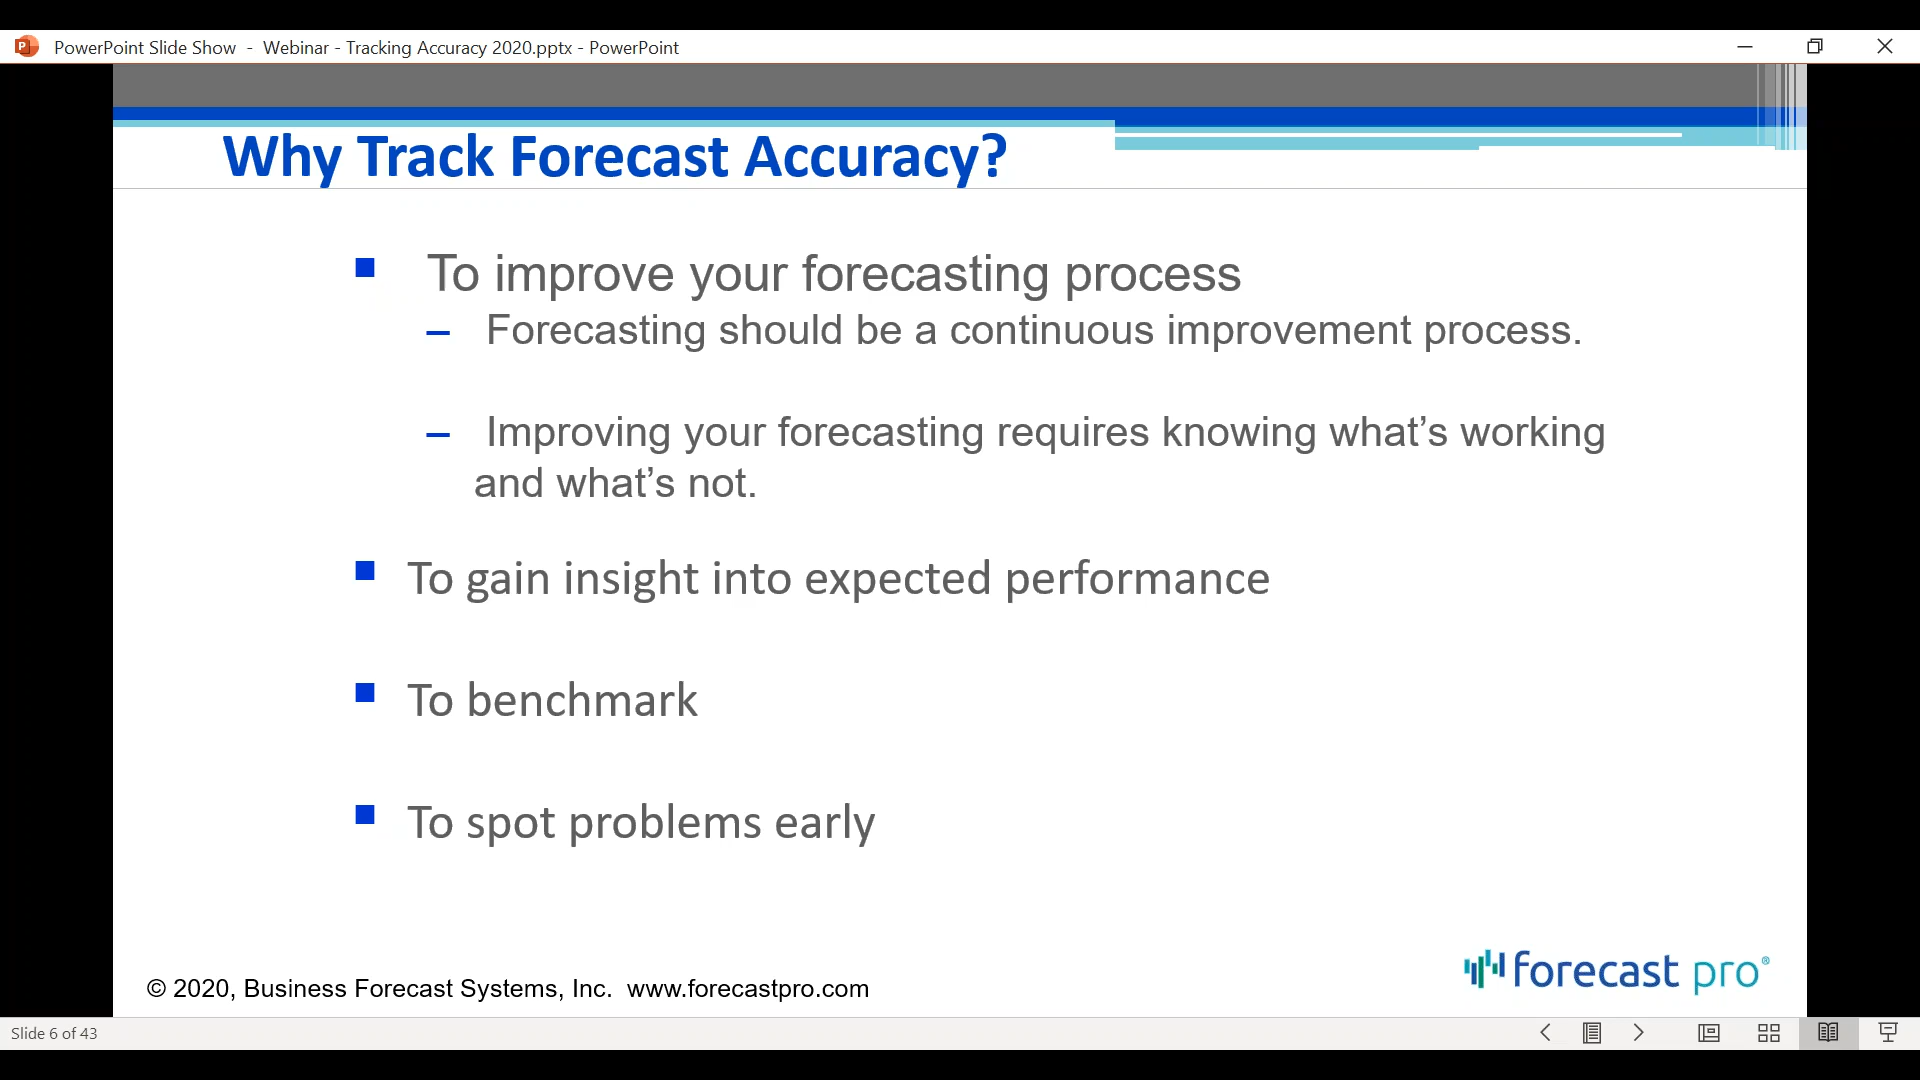 PowerPoint Slide Show - Webinar - Tracking Accuracy 2020.pptx - PowerPoint
Why Track Forecast Accuracy?
To improve your forecasting process
– Forecasting should be a continuous improvement process.
– Improving your forecasting requires knowing what’s working
and what’s not.
To gain insight into expected performance
To benchmark
To spot problems early
forecast pro®
© 2020, Business Forecast Systems, Inc. www.forecastpro.com
Slide 6 of 43